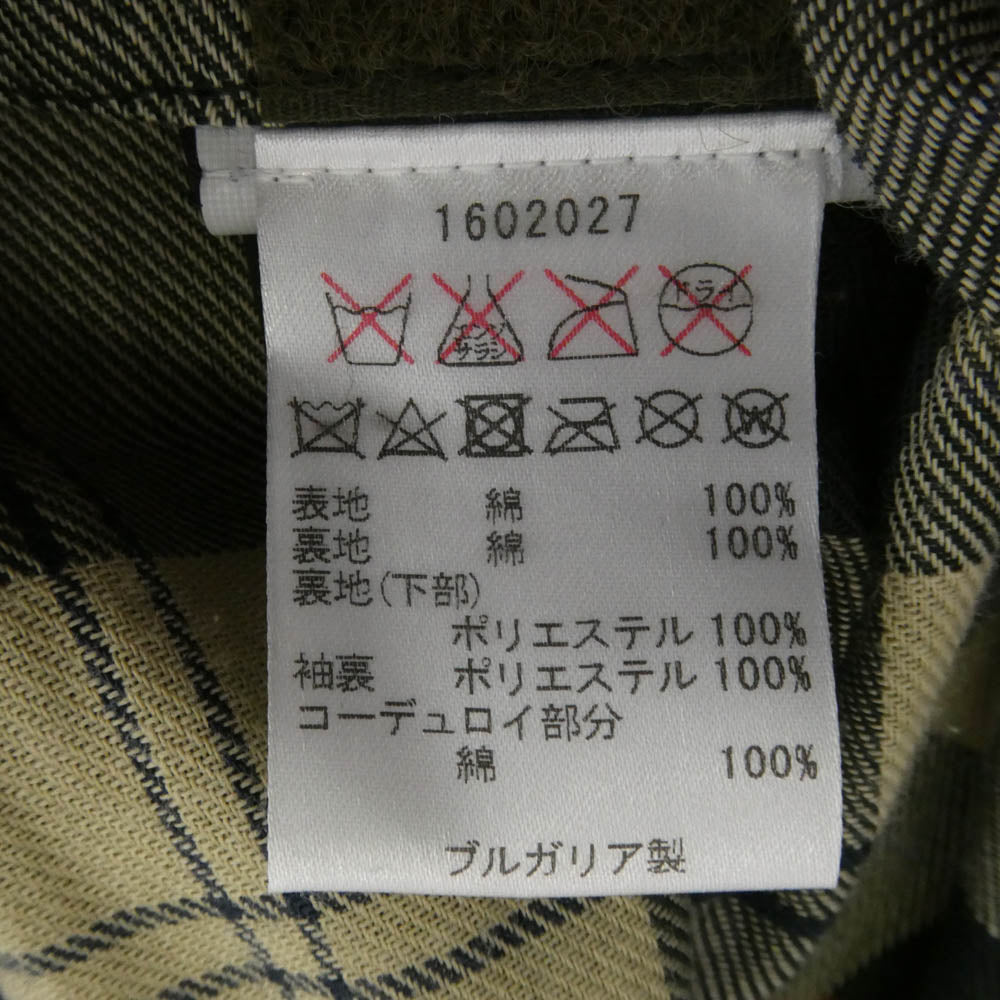 1602027
エンソ サラシ ドライ
W
表地 綿 100%
裏地 綿 100%
裏地(下部)
ポリエステル 100%
袖裏 ポリエステル 100%
コーデュロイ部分
綿 100%
ブルガリア製